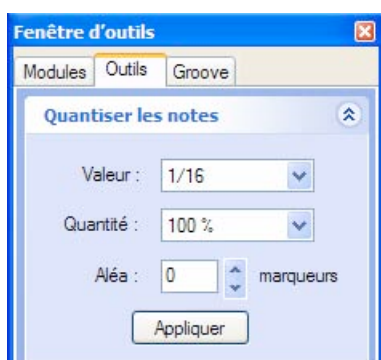 Fenêtre d'outils
Modules Outils Groove
Quantiser les notes
Valeur : 1/16
Quantité : 100 %
Aléa : 0 marqueurs
Appliquer